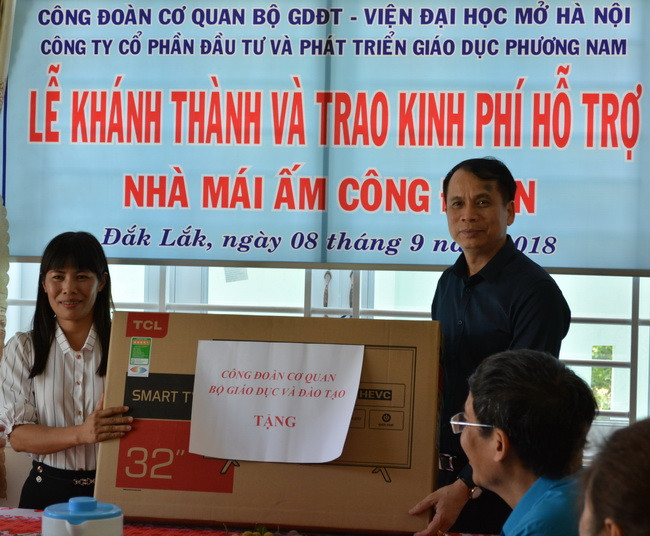 CÔNG ĐOÀN CƠ QUAN BỘ GDĐT - VIỆN ĐẠI HỌC MỞ HÀ NỘI
CÔNG TY CỔ PHẦN ĐẦU TƯ VÀ PHÁT TRIỂN GIÁO DỤC PHƯƠNG NAM
LỄ KHÁNH THÀNH VÀ TRAO KINH PHÍ HỖ TRỢ
NHÀ MÁI ẤM CÔNG
Đắk Lắk, ngày 08 tháng 9 2018
TCL
SMART
32"
HEVC
CÔNG ĐOÀN CƠ QUAN
BỘ GIÁO DỤC VÀ ĐÀO TẠO
TẶNG